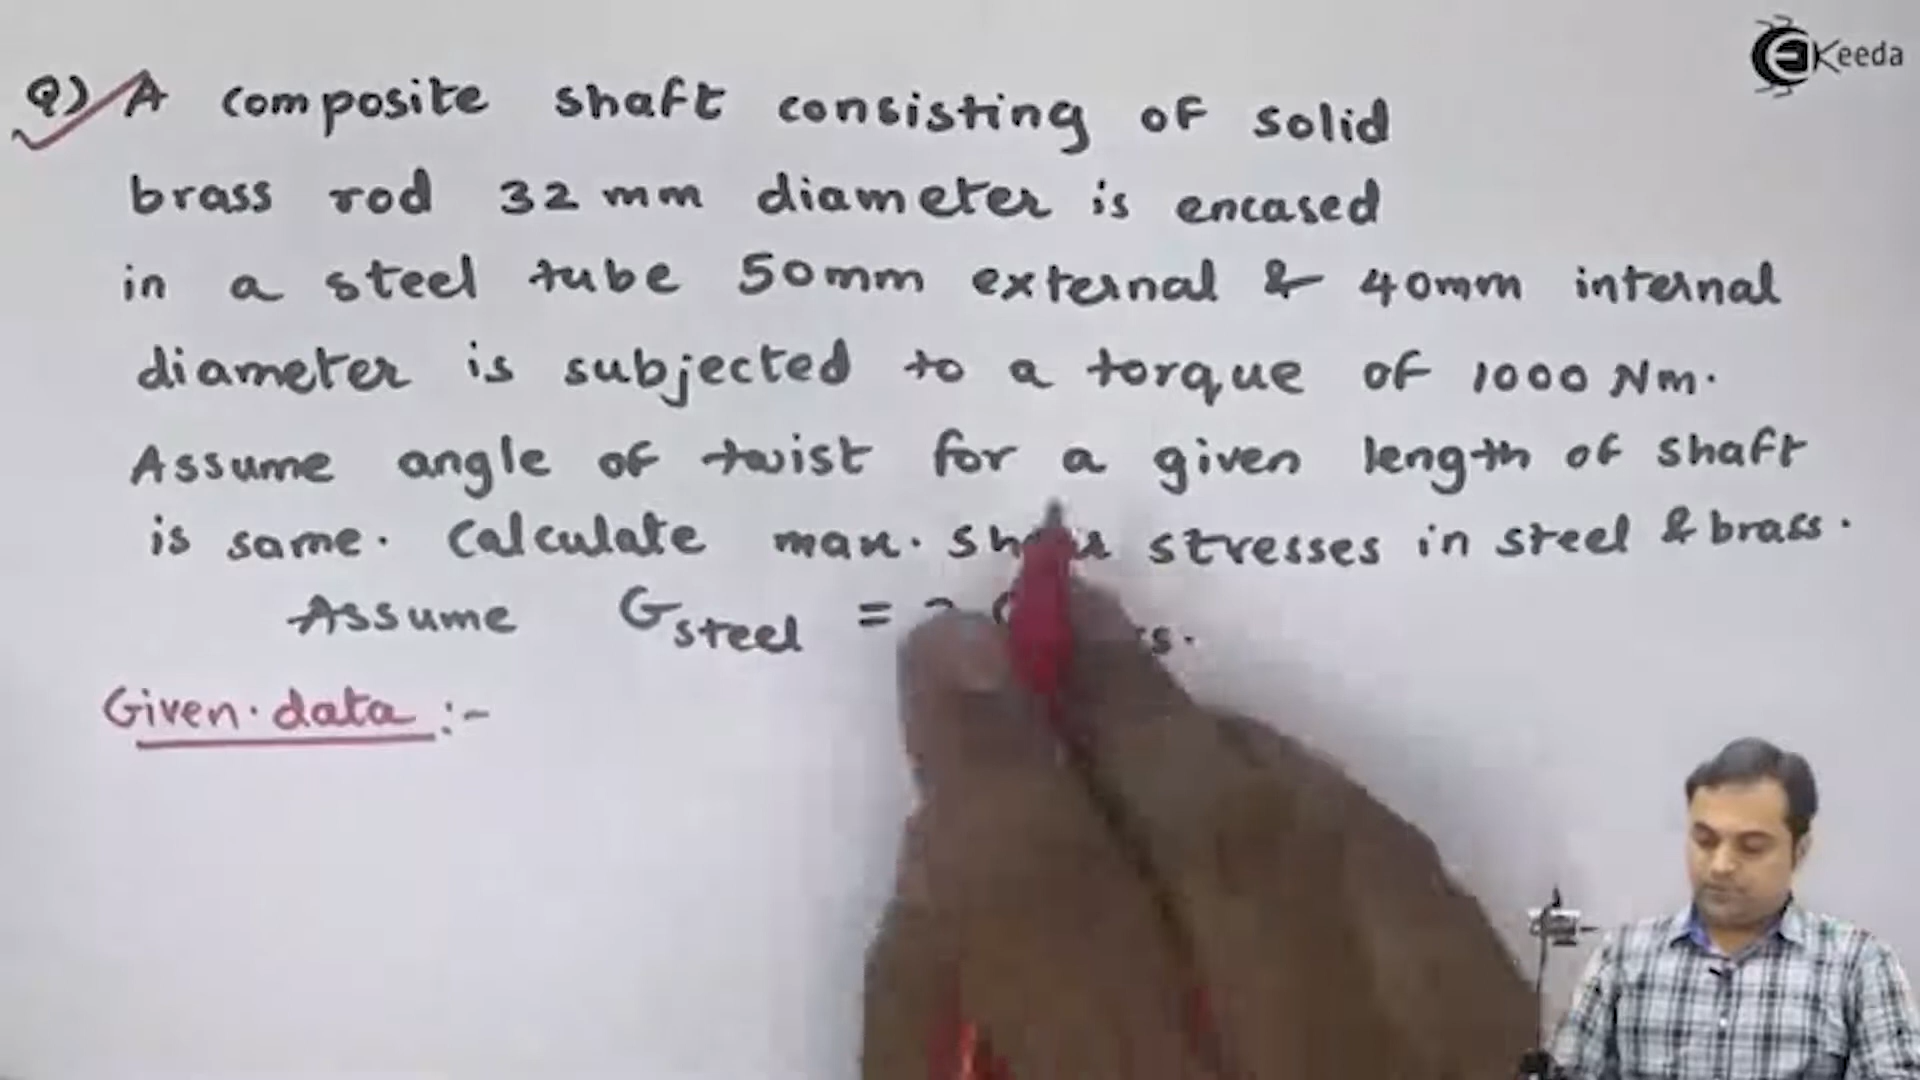 Keeda
Q) A composite shaft consisting of solid
brass rod 32 mm diameter is encased
in a steel tube 50mm external & 40mm internal
diameter is subjected to a torque of 1000 Nm.
Assume angle of twist for a given length of shaft
is same. Calculate max. stresses in steel & brass.
Assume Gsteel =
Given data :-